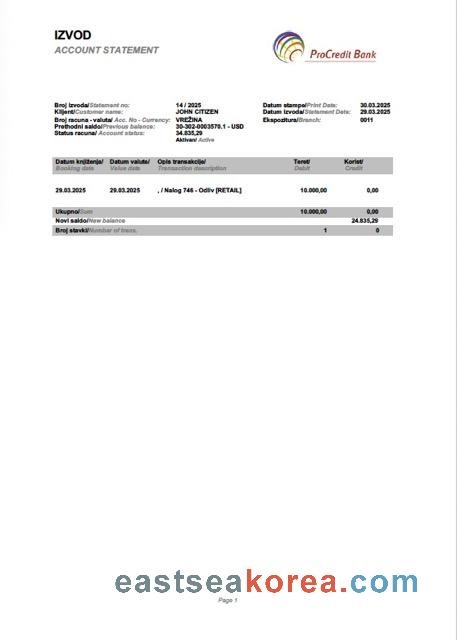 IZVOD
ACCOUNT STATEMENT
ProCredit Bank
Broj izvoda/Statement no: 14 / 2025 Datum stampe/Print Date: 30.03.2025
Klijent/Customer name: JOHN CITIZEN Datum izvoda/Statement Date: 29.03.2025
Broj racuna - valuta/ Acc. No - Currency: VREŽINA Ekspozitura/Branch: 0011
Prethodni saldo/Previous balance: 30-302-0003570.1 - USD
Status racuna/ Account status: 34.835,29
Aktivan/ Active
Datum knjiženja/ Datum valute/ Opis transakcije/ Teret/ Korist/
Booking date Value date Transaction description Debit Credit
29.03.2025 29.03.2025 , / Nalog 746 - Odliv [RETAIL] 10.000,00 0,00
Ukupno/Sum 10.000,00 0,00
Novi saldo/New balance 24.835,29
Broj stavki/Number of trans. 1 0
eastseakorea.com
Page 1